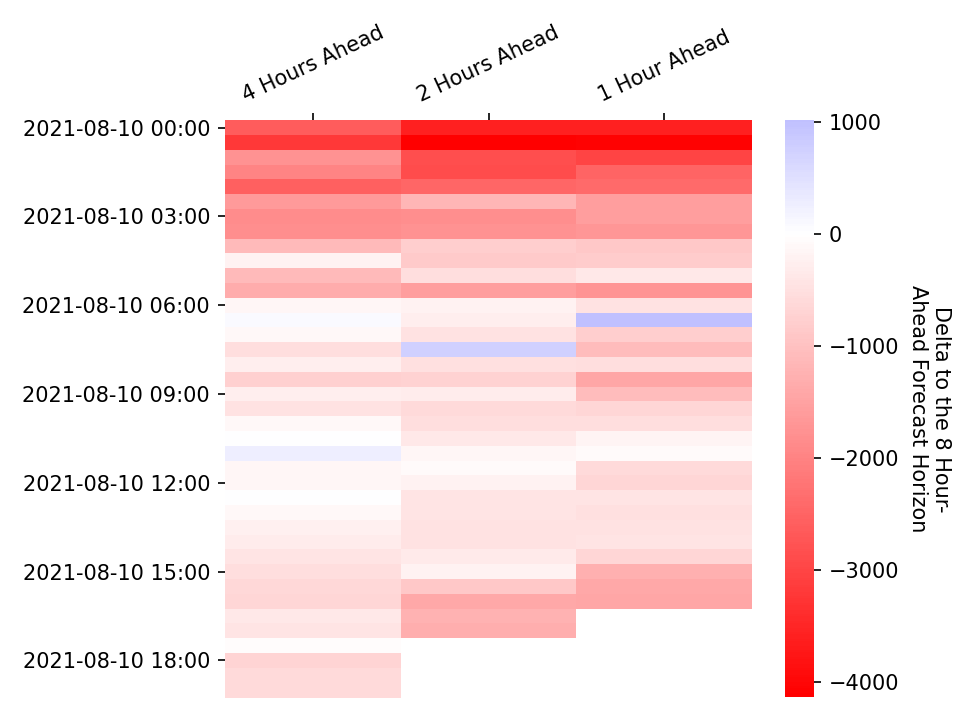 4 Hours Ahead
2 Hours Ahead
1 Hour Ahead
2021-08-10 00:00
2021-08-10 03:00
2021-08-10 06:00
2021-08-10 09:00
2021-08-10 12:00
2021-08-10 15:00
2021-08-10 18:00
1000
0
−1000
−2000
−3000
−4000
Delta to the 8 Hour-
Ahead Forecast Horizon